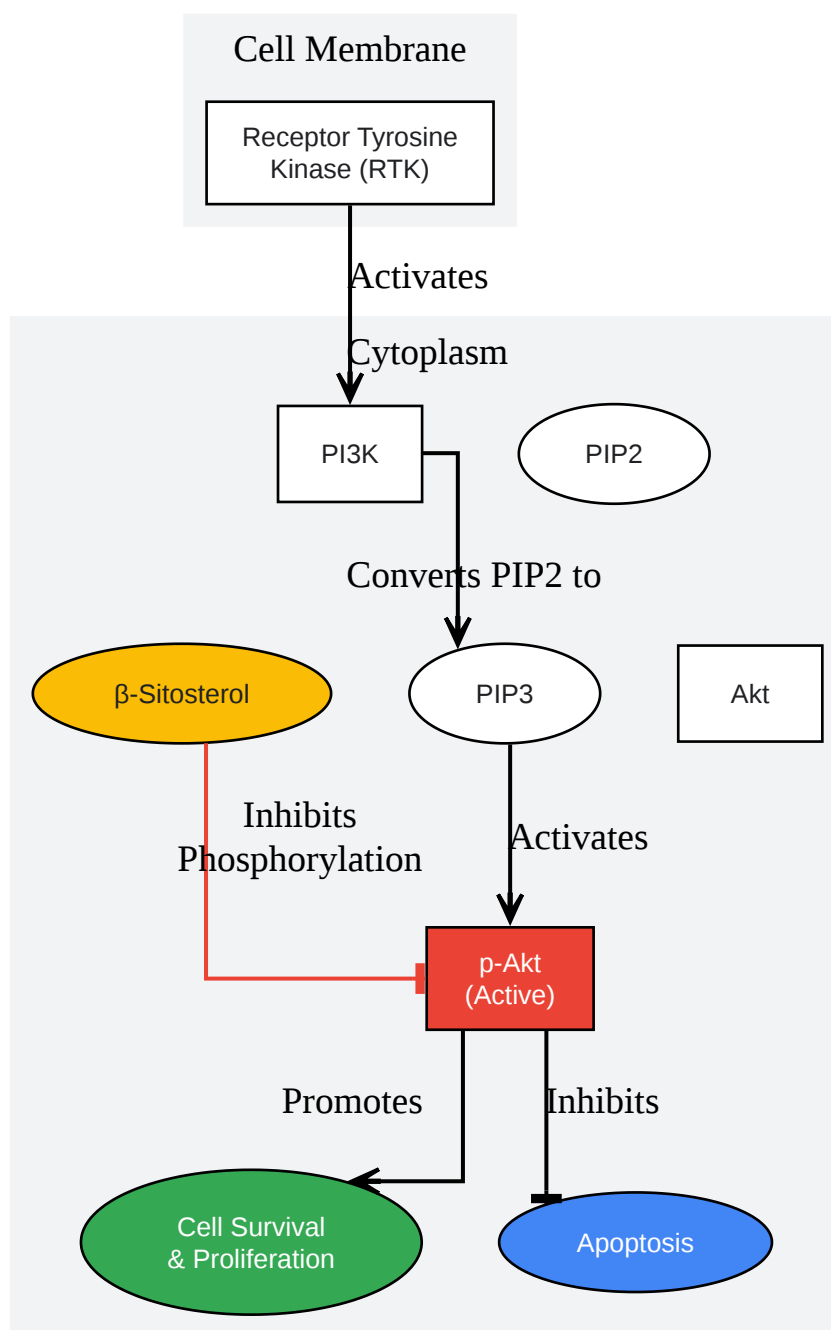 Cell Membrane
Receptor Tyrosine
Kinase (RTK)
Activates
Cytoplasm
PI3K
PIP2
Converts PIP2 to
β-Sitosterol
PIP3
Akt
Inhibits
Phosphorylation
Activates
p-Akt
(Active)
Promotes
Inhibits
Cell Survival
& Proliferation
Apoptosis